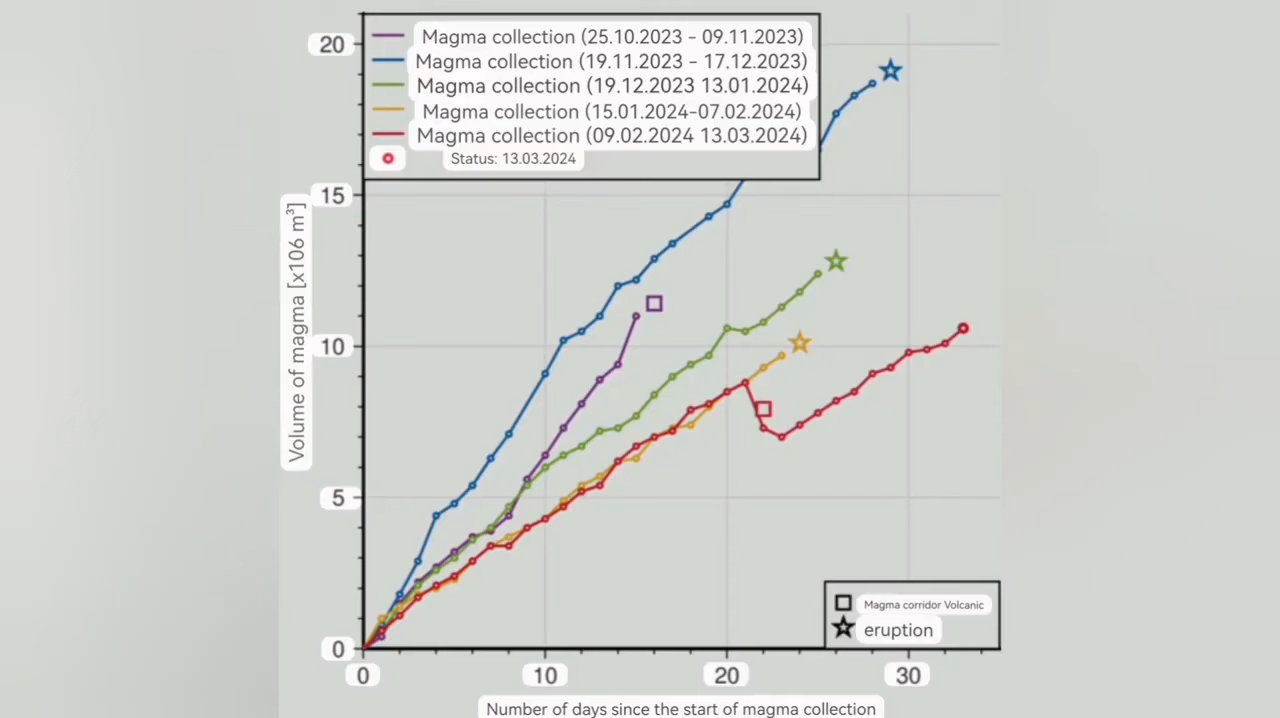 Magma collection (25.10.2023 - 09.11.2023)
Magma collection (19.11.2023 - 17.12.2023)
Magma collection (19.12.2023 13.01.2024)
Magma collection (15.01.2024-07.02.2024)
Magma collection (09.02.2024 13.03.2024)
Status: 13.03.2024
20
15
10
5
0
Volume of magma [x106 m³]
Magma corridor Volcanic
eruption
0 10 20 30
Number of days since the start of magma collection